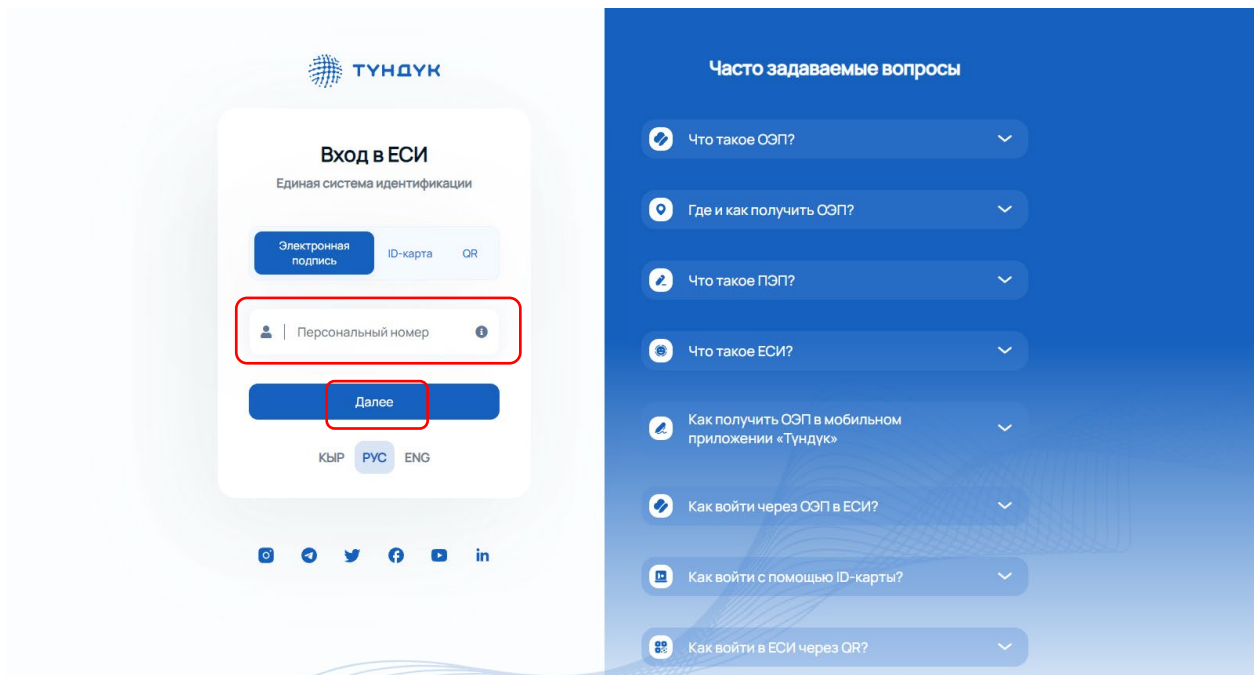 ТҮНДҮК
Вход в ЕСИ
Единая система идентификации
Электронная
подпись
ID-карта
QR
Персональный номер
Далее
КЫР
РУС
ENG
Часто задаваемые вопросы
Что такое ОЭП?
Где и как получить ОЭП?
Что такое ПЭП?
Что такое ЕСИ?
Как получить ОЭП в мобильном
приложении «Түндүк»
Как войти через ОЭП в ЕСИ?
Как войти с помощью ID-карты?
Как войти в ЕСИ через QR?